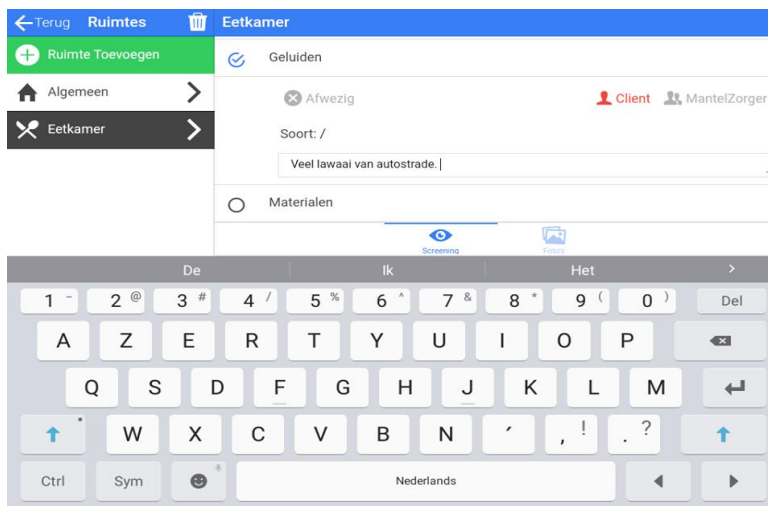 Terug Ruimtes Eetkamer
Ruimte Toevoegen
Geluiden
Algemeen
Afwezig Client MantelZorger
Eetkamer
Soort: /
Veel lawaai van autostrade.
Materialen
Screening Foto's
De Ik Het >
1 - 2 @ 3 # 4 / 5 % 6 ^ 7 & 8 * 9 ( 0 ) Del
A Z E R T Y U I O P
Q S D F G H J K L M
W X C V B N ´ , ! . ?
Ctrl Sym Nederlands